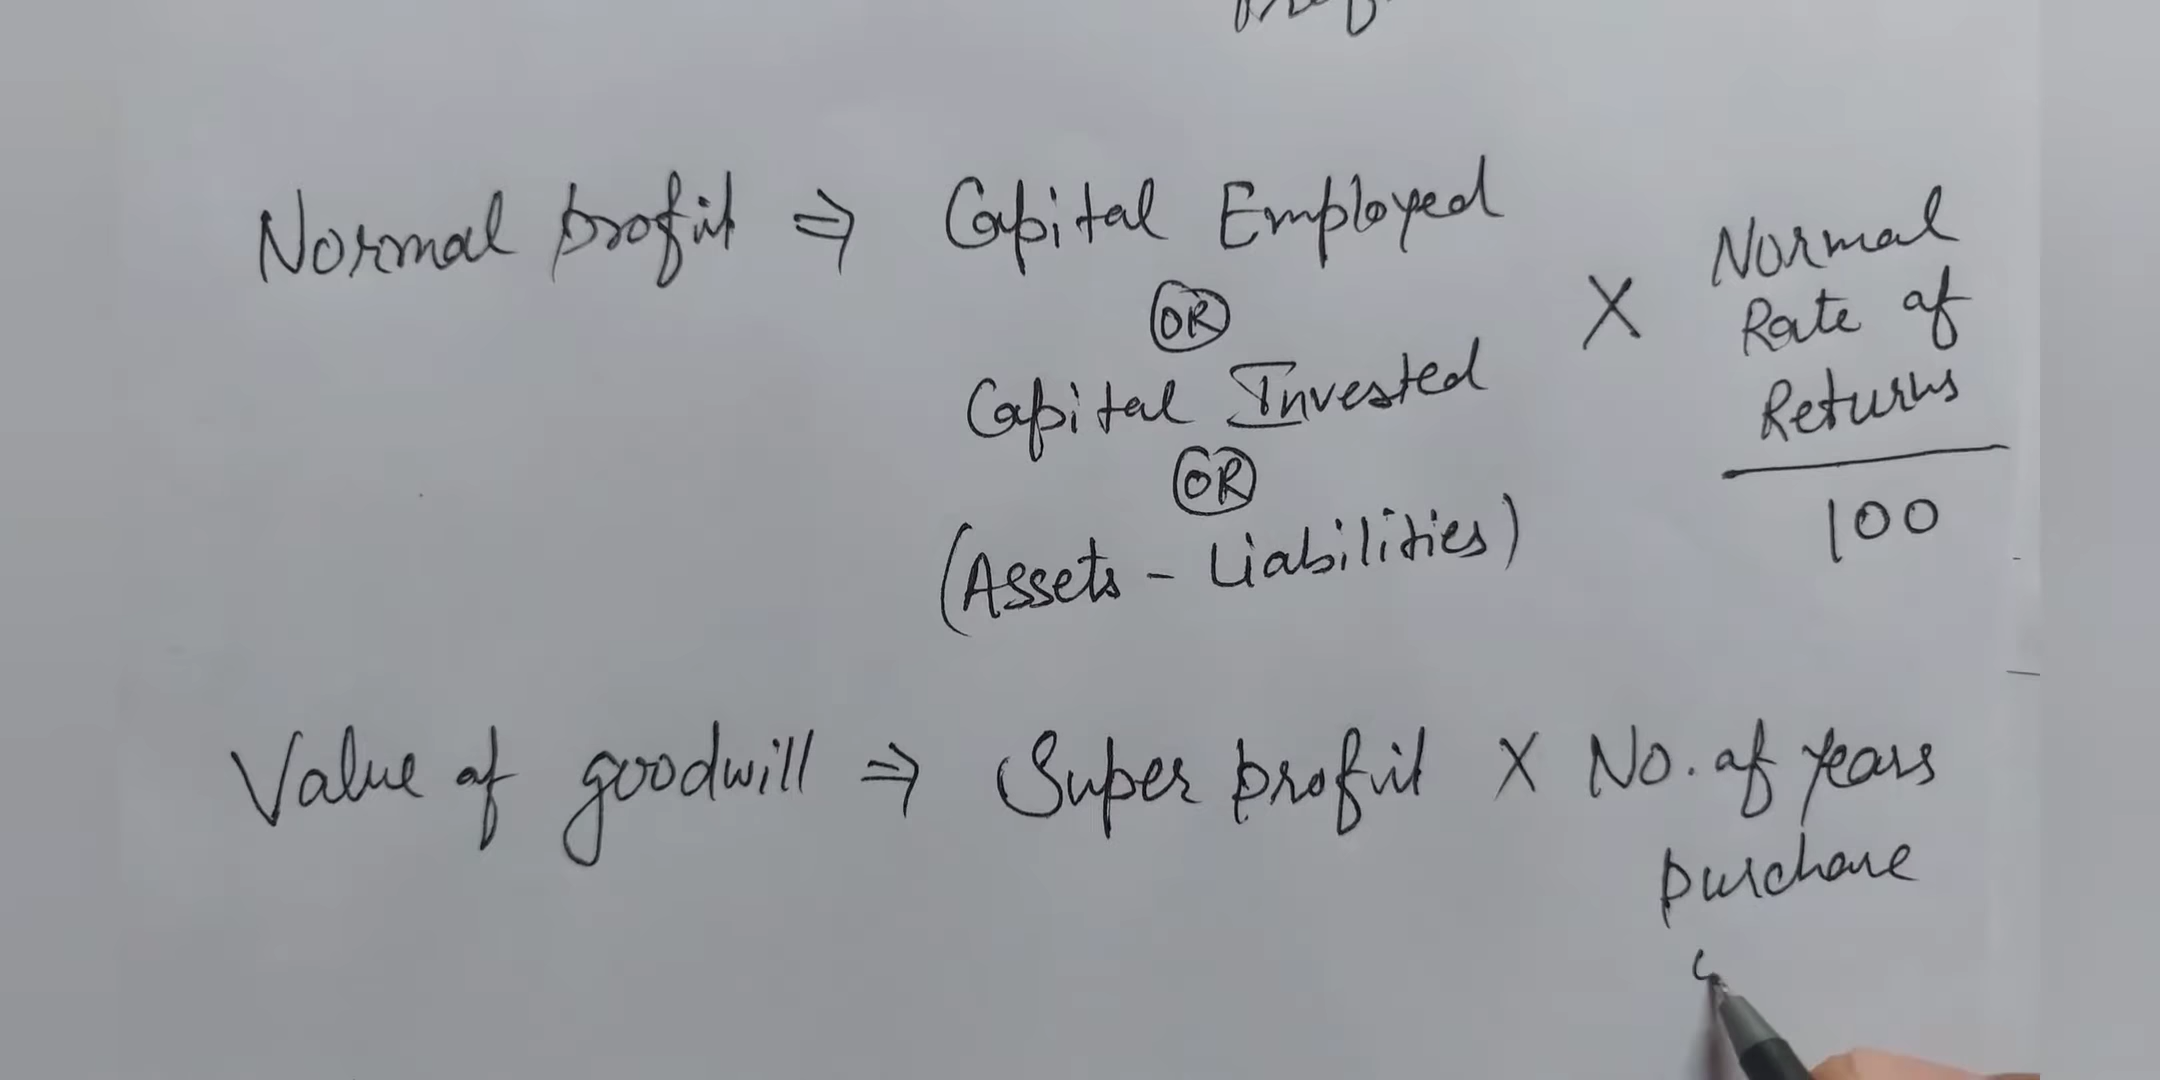 Normal profit ⇒ Capital Employed
OR
Capital Invested
OR
(Assets - Liabilities)
X Normal
Rate of
Returns
100
Value of goodwill ⇒ Super profit X No. of years
purchase